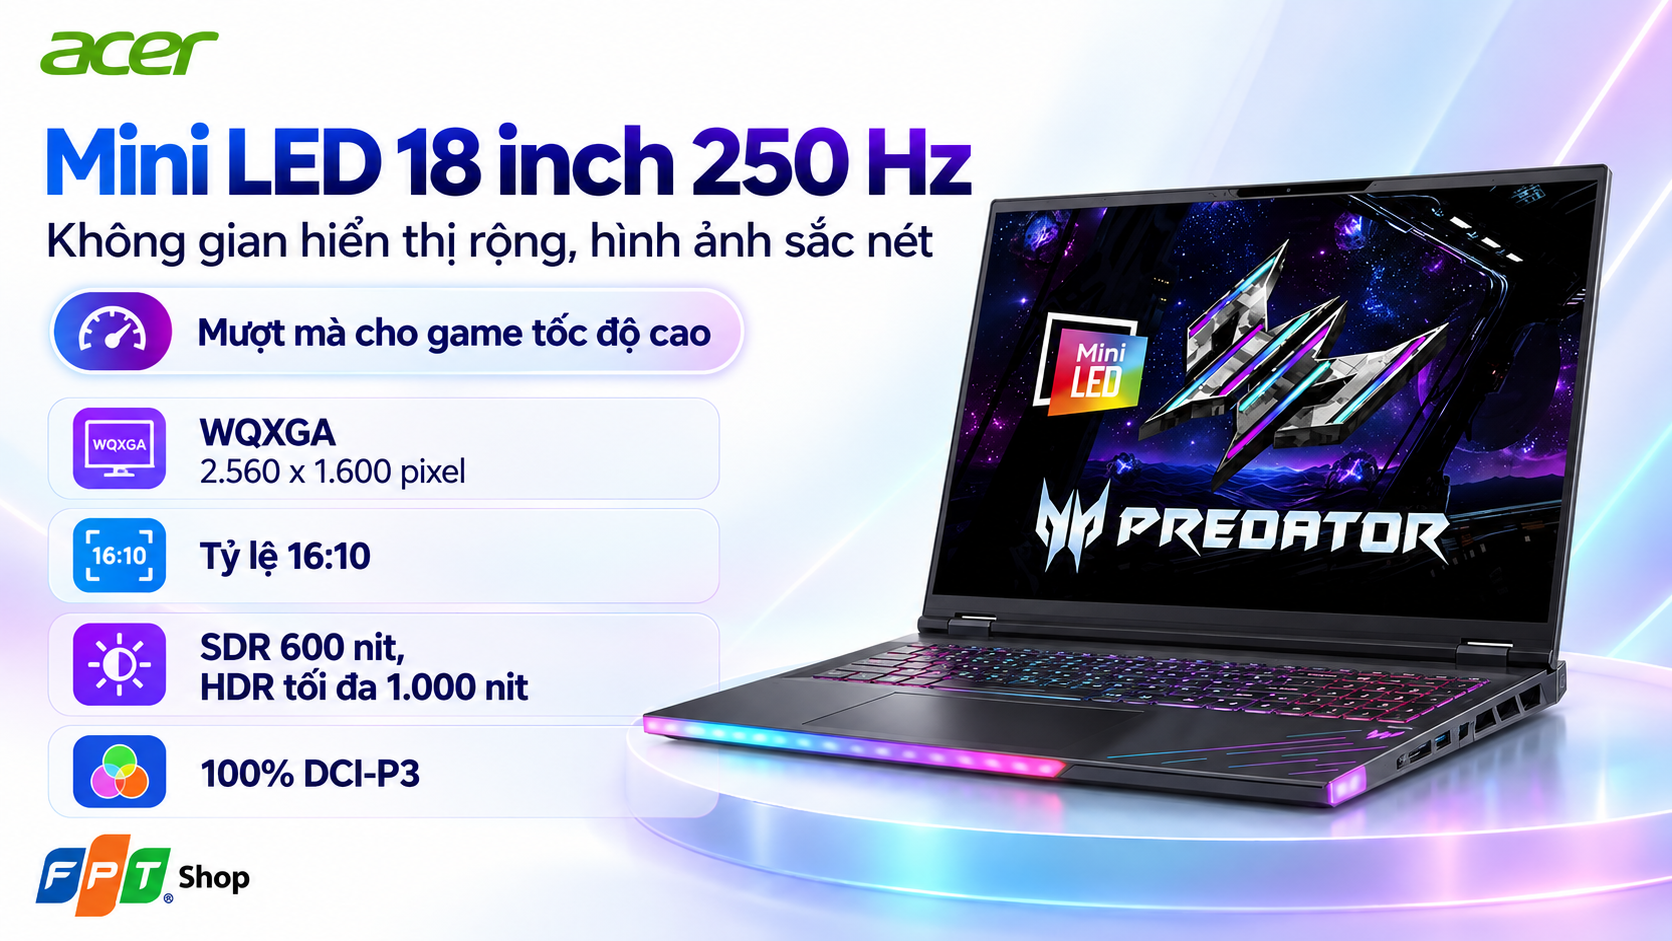 acer
Mini LED 18 inch 250 Hz
Không gian hiển thị rộng, hình ảnh sắc nét
Mượt mà cho game tốc độ cao
WQXGA
WQXGA
2.560 x 1.600 pixel
16:10
Tỷ lệ 16:10
SDR 600 nit,
HDR tối đa 1.000 nit
100% DCI-P3
FPT® Shop
Mini
LED
PREDATOR